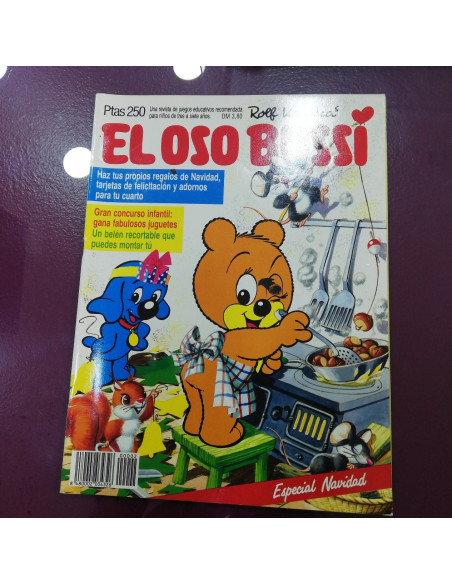 Ptas 250
Una revista de juegos educativos recomendada
para niños de tres a siete años. DM 3,80
Rolf
EL OSO BUSSI
Haz tus propios regalos de Navidad,
tarjetas de felicitación y adornos
para tu cuarto
Gran concurso infantil:
gana fabulosos juguetes
Un belén recortable que
puedes montar tú
Especial Navidad